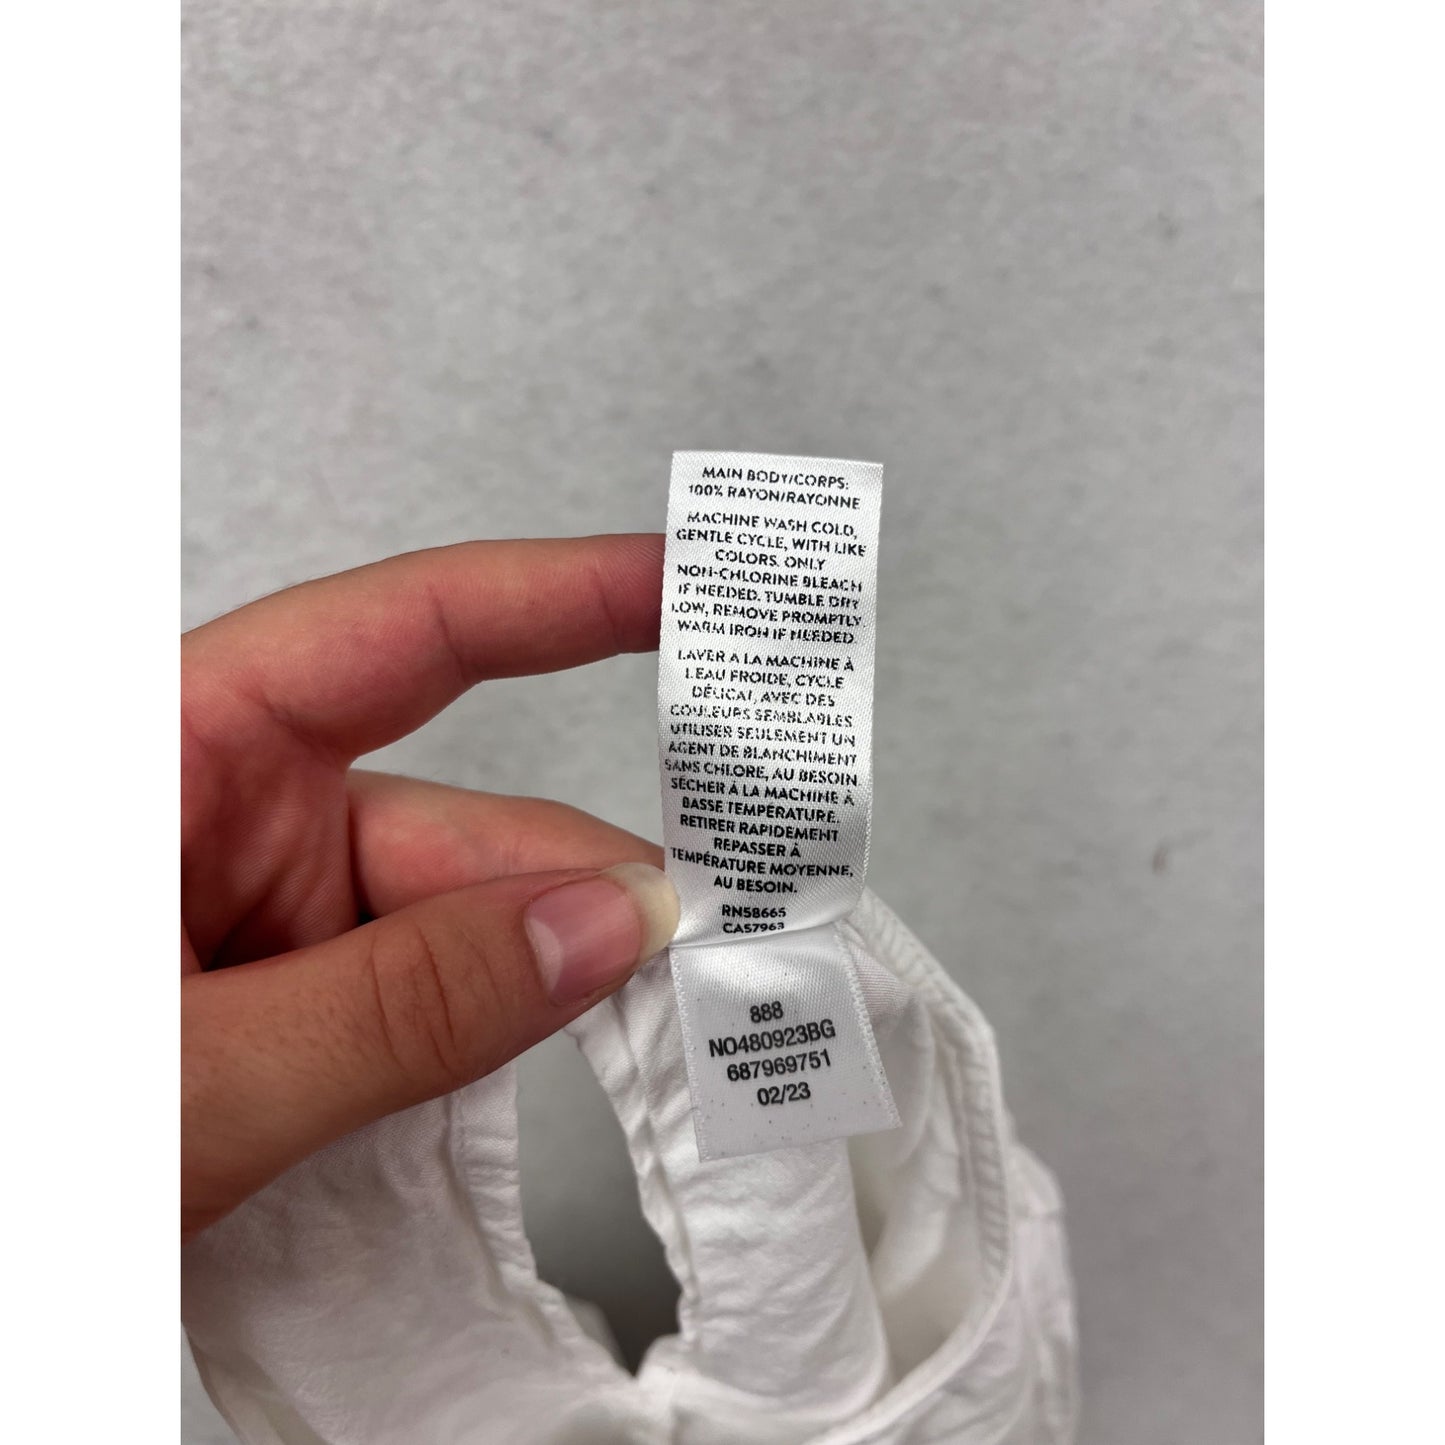 MAIN BODY/CORPS:
100% RAYON/RAYONNE
MACHINE WASH COLD,
GENTLE CYCLE, WITH LIKE
COLORS. ONLY
NON-CHLORINE BLEACH
IF NEEDED. TUMBLE DRY
LOW, REMOVE PROMPTLY
WARM IRON IF NEEDED.
LAVER A LA MACHINE À
L'EAU FROIDE, CYCLE
DÉLICAT, AVEC DES
COULEURS SEMBLABLES
UTILISER SEULEMENT UN
AGENT DE BLANCHIMENT
SANS CHLORE, AU BESOIN.
SÉCHER À LA MACHINE À
BASSE TEMPÉRATURE.
RETIRER RAPIDEMENT
REPASSER À
TEMPÉRATURE MOYENNE,
AU BESOIN.
RN58665
CA57963
888
NO480923BG
687969751
02/23